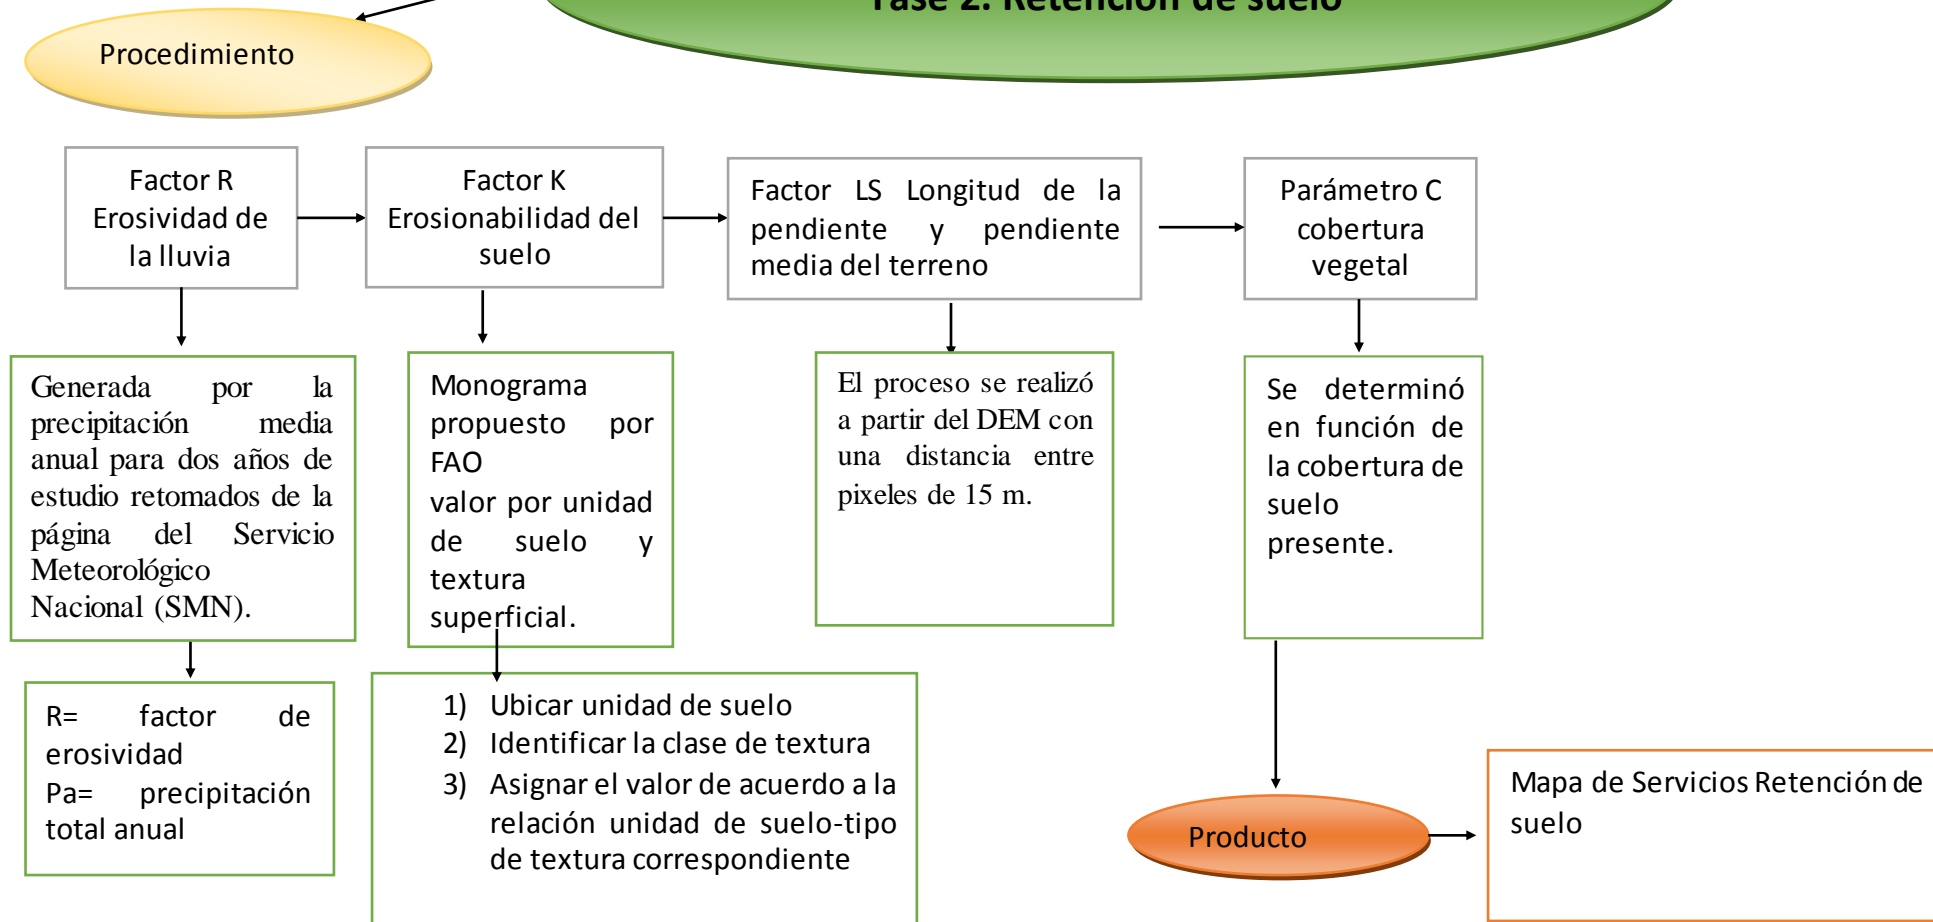 Fase 2. Retención de suelo
Procedimiento
Factor R
Erosividad de
la lluvia
Factor K
Erosionabilidad del
suelo
Factor LS Longitud de la
pendiente y pendiente
media del terreno
Parámetro C
cobertura
vegetal
Generada por la
precipitación media
anual para dos años de
estudio retomados de la
página del Servicio
Meteorológico
Nacional (SMN).
Monograma
propuesto por
FAO
valor por unidad
de suelo y
textura
superficial.
El proceso se realizó
a partir del DEM con
una distancia entre
pixeles de 15 m.
Se determinó
en función de
la cobertura de
suelo
presente.
R= factor de
erosividad
Pa= precipitación
total anual
1) Ubicar unidad de suelo
2) Identificar la clase de textura
3) Asignar el valor de acuerdo a la
relación unidad de suelo-tipo
de textura correspondiente
Producto
Mapa de Servicios Retención de
suelo